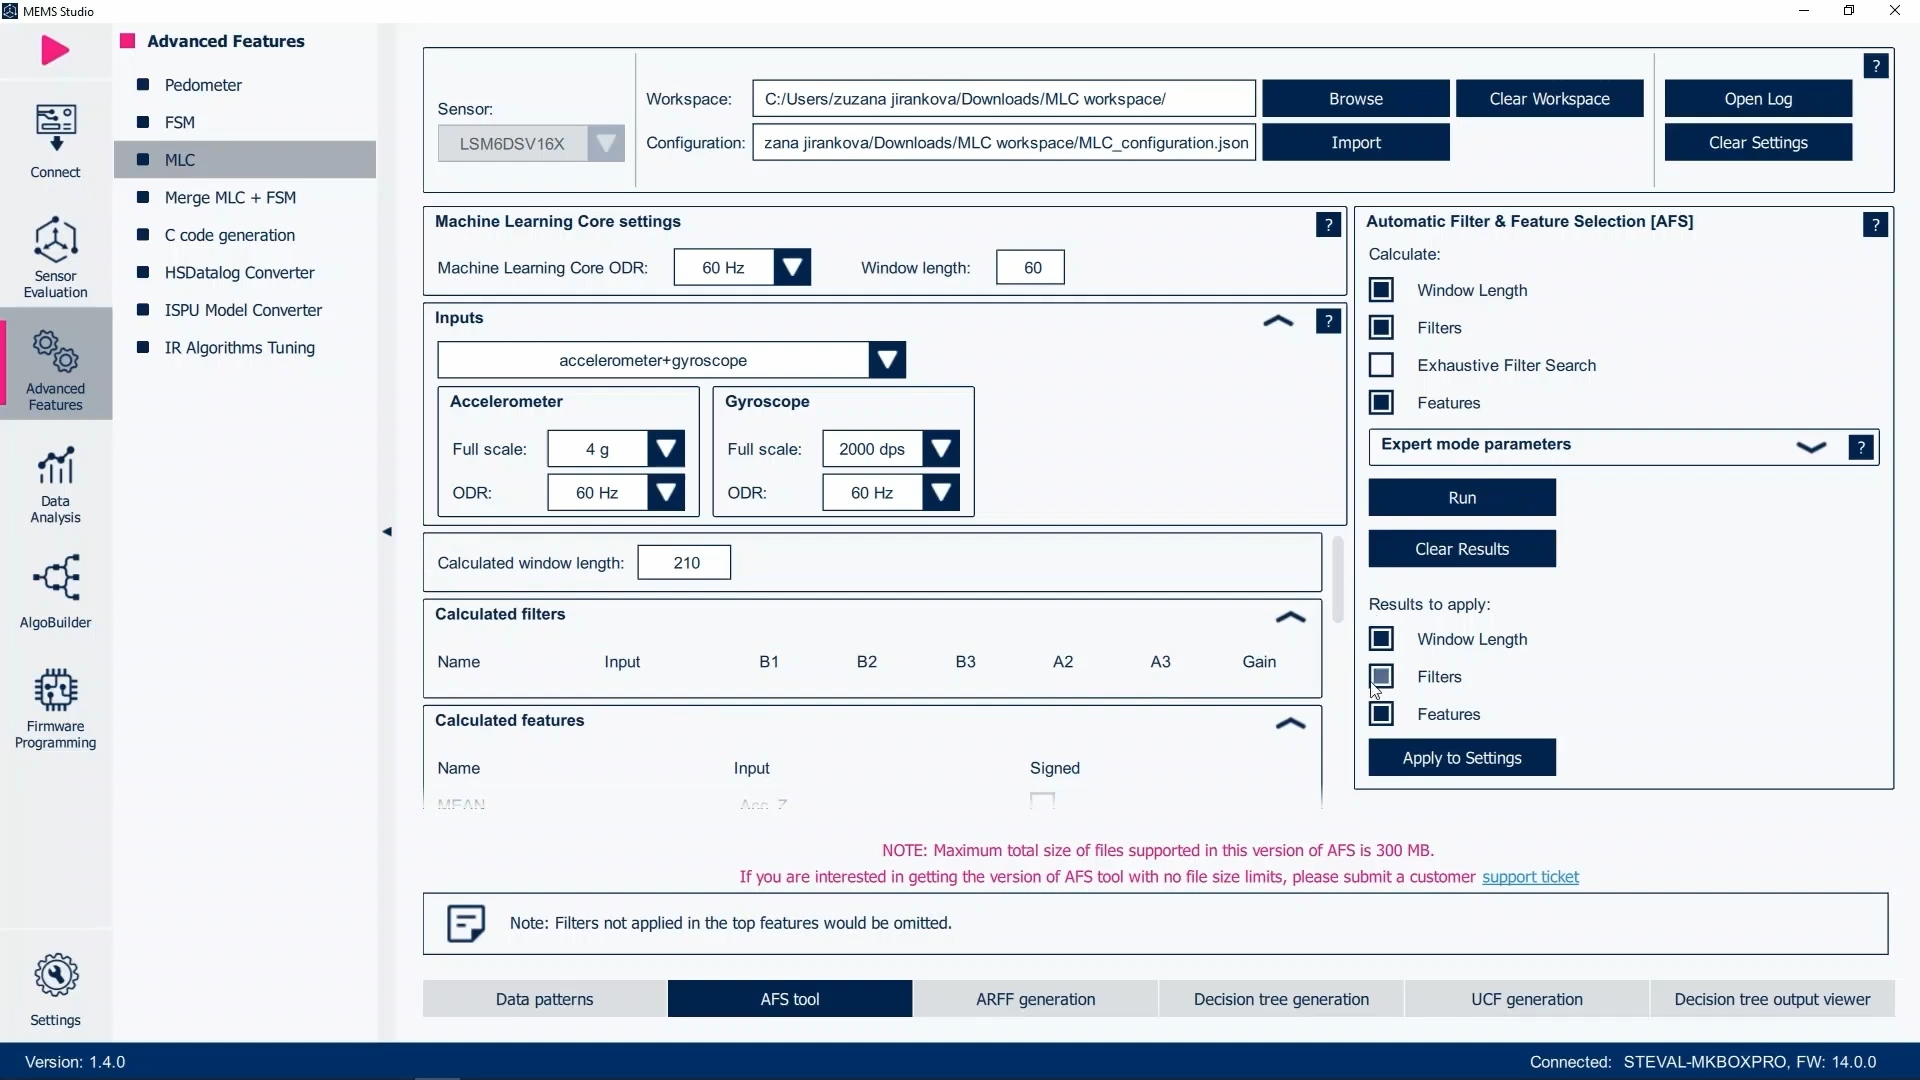 MEMS Studio
Advanced Features
Pedometer
FSM
MLC
Merge MLC + FSM
C code generation
HSDatalog Converter
ISPU Model Converter
IR Algorithms Tuning
Connect
Sensor
Evaluation
Advanced
Features
Data
Analysis
AlgoBuilder
Firmware
Programming
Settings
Sensor:
LSM6DSV16X
Workspace:
C:/Users/zuzana jirankova/Downloads/MLC workspace/
Browse
Clear Workspace
Open Log
?
Configuration:
zana jirankova/Downloads/MLC workspace/MLC_configuration.json
Import
Clear Settings
Machine Learning Core settings
?
Machine Learning Core ODR:
60 Hz
Window length:
60
Inputs
?
accelerometer+gyroscope
Accelerometer
Full scale:
4 g
ODR:
60 Hz
Gyroscope
Full scale:
2000 dps
ODR:
60 Hz
Calculated window length:
210
Calculated filters
Name Input B1 B2 B3 A2 A3 Gain
Calculated features
Name Input Signed
MEAN Acc_Z
Automatic Filter & Feature Selection [AFS]
?
Calculate:
Window Length
Filters
Exhaustive Filter Search
Features
Expert mode parameters
?
Run
Clear Results
Results to apply:
Window Length
Filters
Features
Apply to Settings
NOTE: Maximum total size of files supported in this version of AFS is 300 MB.
If you are interested in getting the version of AFS tool with no file size limits, please submit a customer support ticket
Note: Filters not applied in the top features would be omitted.
Data patterns
AFS tool
ARFF generation
Decision tree generation
UCF generation
Decision tree output viewer
Version: 1.4.0
Connected: STEVAL-MKBOXPRO, FW: 14.0.0